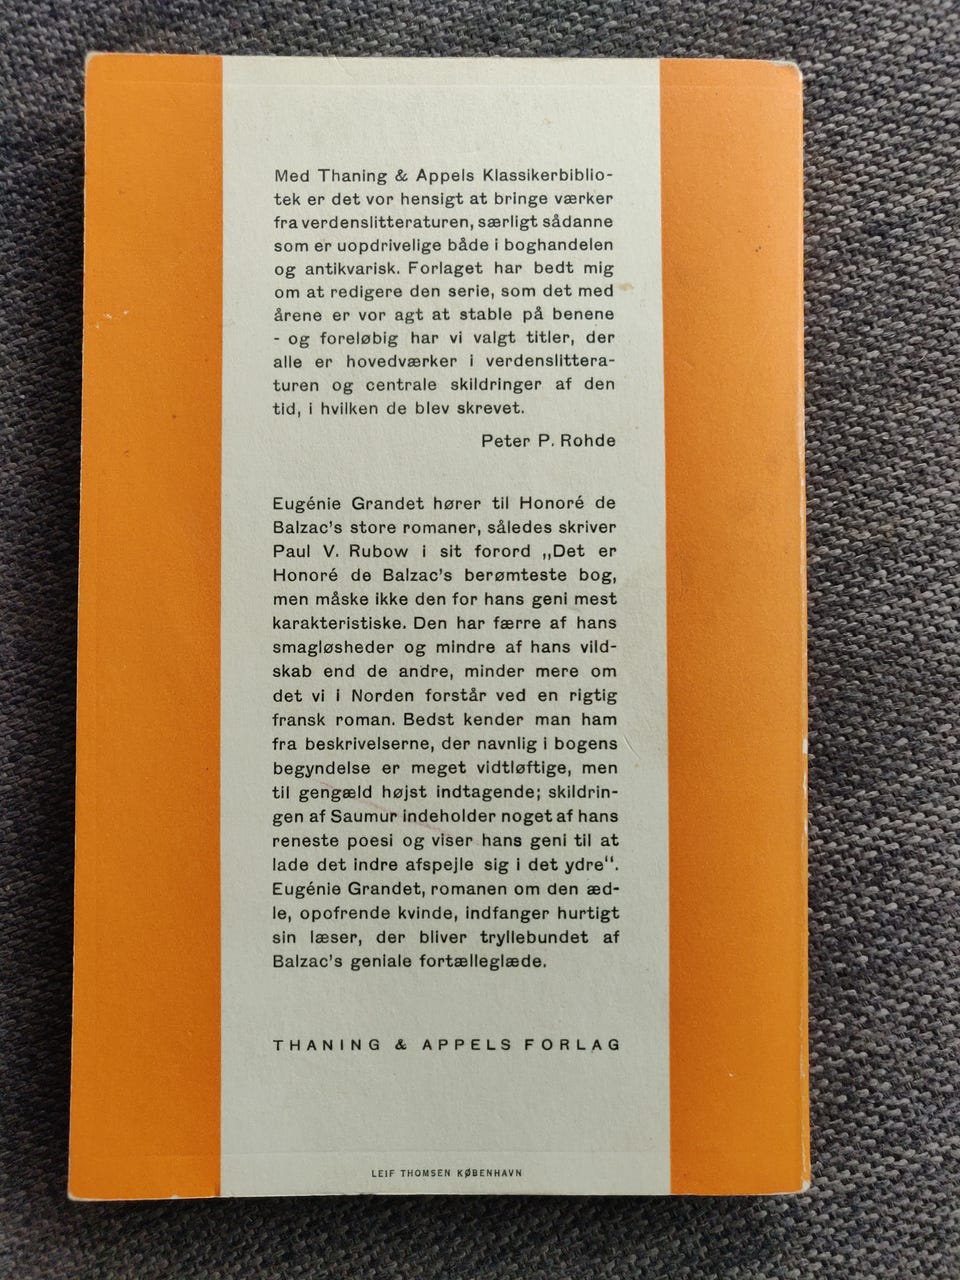 Med Thaning & Appels Klassikerbiblio-
tek er det vor hensigt at bringe værker
fra verdenslitteraturen, særligt sådanne
som er uopdrivelige både i boghandelen
og antikvarisk. Forlaget har bedt mig
om at redigere den serie, som det med
årene er vor agt at stable på benene
- og foreløbig har vi valgt titler, der
alle er hovedværker i verdenslittera-
turen og centrale skildringer af den
tid, i hvilken de blev skrevet.
Peter P. Rohde
Eugénie Grandet hører til Honoré de
Balzac's store romaner, således skriver
Paul V. Rubow i sit forord „Det er
Honoré de Balzac's berømteste bog,
men måske ikke den for hans geni mest
karakteristiske. Den har færre af hans
smagløsheder og mindre af hans vild-
skab end de andre, minder mere om
det vi i Norden forstår ved en rigtig
fransk roman. Bedst kender man ham
fra beskrivelserne, der navnlig i bogens
begyndelse er meget vidtløftige, men
til gengæld højst indtagende; skildrin-
gen af Saumur indeholder noget af hans
reneste poesi og viser hans geni til at
lade det indre afspejle sig i det ydre“.
Eugénie Grandet, romanen om den æd-
le, opofrende kvinde, indfanger hurtigt
sin læser, der bliver tryllebundet af
Balzac's geniale fortælleglæde.
THANING & APPELS FORLAG
LEIF THOMSEN KØBENHAVN